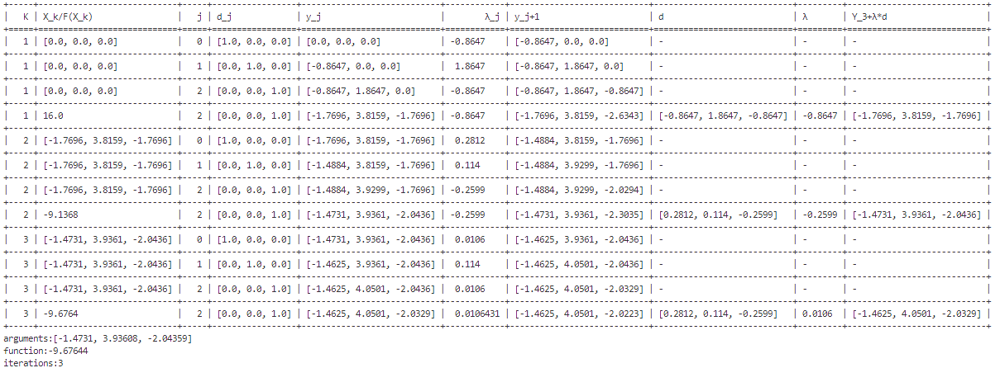 | K | X_k/F(X_k) | j | d_j | y_j | λ_j | y_j+1 | d | λ | Y_3+λ*d |
| 1 | [0.0, 0.0, 0.0] | 0 | [1.0, 0.0, 0.0] | [0.0, 0.0, 0.0] | -0.8647 | [-0.8647, 0.0, 0.0] | - | - | - |
| 1 | [0.0, 0.0, 0.0] | 1 | [0.0, 1.0, 0.0] | [-0.8647, 0.0, 0.0] | 1.8647 | [-0.8647, 1.8647, 0.0] | - | - | - |
| 1 | [0.0, 0.0, 0.0] | 2 | [0.0, 0.0, 1.0] | [-0.8647, 1.8647, 0.0] | -0.8647 | [-0.8647, 1.8647, -0.8647] | - | - | - |
| 1 | 16.0 | 2 | [0.0, 0.0, 1.0] | [-1.7696, 3.8159, -1.7696] | -0.8647 | [-1.7696, 3.8159, -2.6343] | [-0.8647, 1.8647, -0.8647] | -0.8647 | [-1.7696, 3.8159, -1.7696] |
| 2 | [-1.7696, 3.8159, -1.7696] | 0 | [1.0, 0.0, 0.0] | [-1.7696, 3.8159, -1.7696] | 0.2812 | [-1.4884, 3.8159, -1.7696] | - | - | - |
| 2 | [-1.7696, 3.8159, -1.7696] | 1 | [0.0, 1.0, 0.0] | [-1.4884, 3.8159, -1.7696] | 0.114 | [-1.4884, 3.9299, -1.7696] | - | - | - |
| 2 | [-1.7696, 3.8159, -1.7696] | 2 | [0.0, 0.0, 1.0] | [-1.4884, 3.9299, -1.7696] | -0.2599 | [-1.4884, 3.9299, -2.0294] | - | - | - |
| 2 | -9.1368 | 2 | [0.0, 0.0, 1.0] | [-1.4731, 3.9361, -2.0436] | -0.2599 | [-1.4731, 3.9361, -2.3035] | [0.2812, 0.114, -0.2599] | -0.2599 | [-1.4731, 3.9361, -2.0436] |
| 3 | [-1.4731, 3.9361, -2.0436] | 0 | [1.0, 0.0, 0.0] | [-1.4731, 3.9361, -2.0436] | 0.0106 | [-1.4625, 3.9361, -2.0436] | - | - | - |
| 3 | [-1.4731, 3.9361, -2.0436] | 1 | [0.0, 1.0, 0.0] | [-1.4625, 3.9361, -2.0436] | 0.114 | [-1.4625, 4.0501, -2.0436] | - | - | - |
| 3 | [-1.4731, 3.9361, -2.0436] | 2 | [0.0, 0.0, 1.0] | [-1.4625, 4.0501, -2.0436] | 0.0106 | [-1.4625, 4.0501, -2.0329] | - | - | - |
| 3 | -9.6764 | 2 | [0.0, 0.0, 1.0] | [-1.4625, 4.0501, -2.0329] | 0.0106431 | [-1.4625, 4.0501, -2.0223] | [0.2812, 0.114, -0.2599] | 0.0106 | [-1.4625, 4.0501, -2.0329] |
arguments:[-1.4731, 3.93608, -2.04359]
function:-9.67644
iterations:3